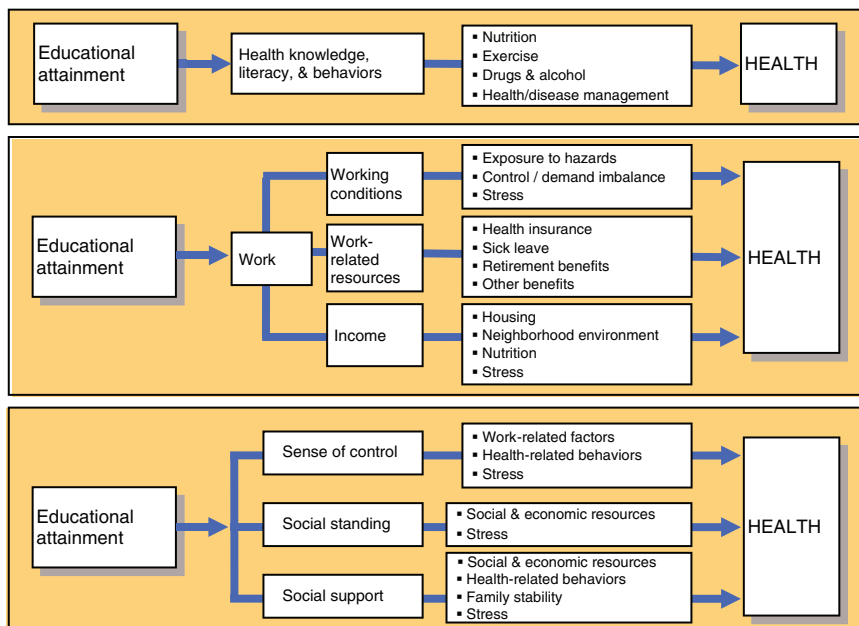 Educational
attainment
Health knowledge,
literacy, & behaviors
▪ Nutrition
▪ Exercise
▪ Drugs & alcohol
▪ Health/disease management
HEALTH
Educational
attainment
Work
Working
conditions
▪ Exposure to hazards
▪ Control / demand imbalance
▪ Stress
Work-
related
resources
▪ Health insurance
▪ Sick leave
▪ Retirement benefits
▪ Other benefits
Income
▪ Housing
▪ Neighborhood environment
▪ Nutrition
▪ Stress
HEALTH
Educational
attainment
Sense of control
▪ Work-related factors
▪ Health-related behaviors
▪ Stress
Social standing
▪ Social & economic resources
▪ Stress
Social support
▪ Social & economic resources
▪ Health-related behaviors
▪ Family stability
▪ Stress
HEALTH